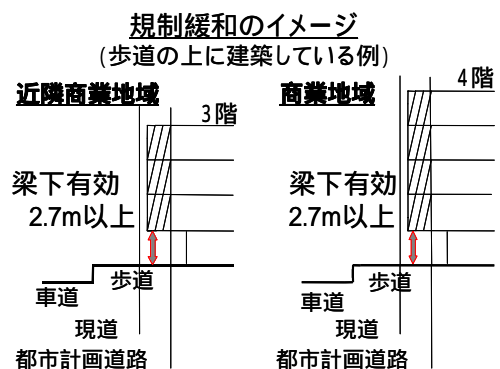 規制緩和のイメージ
(歩道の上に建築している例)
近隣商業地域
3階
梁下有効
2.7m以上
歩道
車道
現道
都市計画道路
商業地域
4階
梁下有効
2.7m以上
歩道
車道
現道
都市計画道路